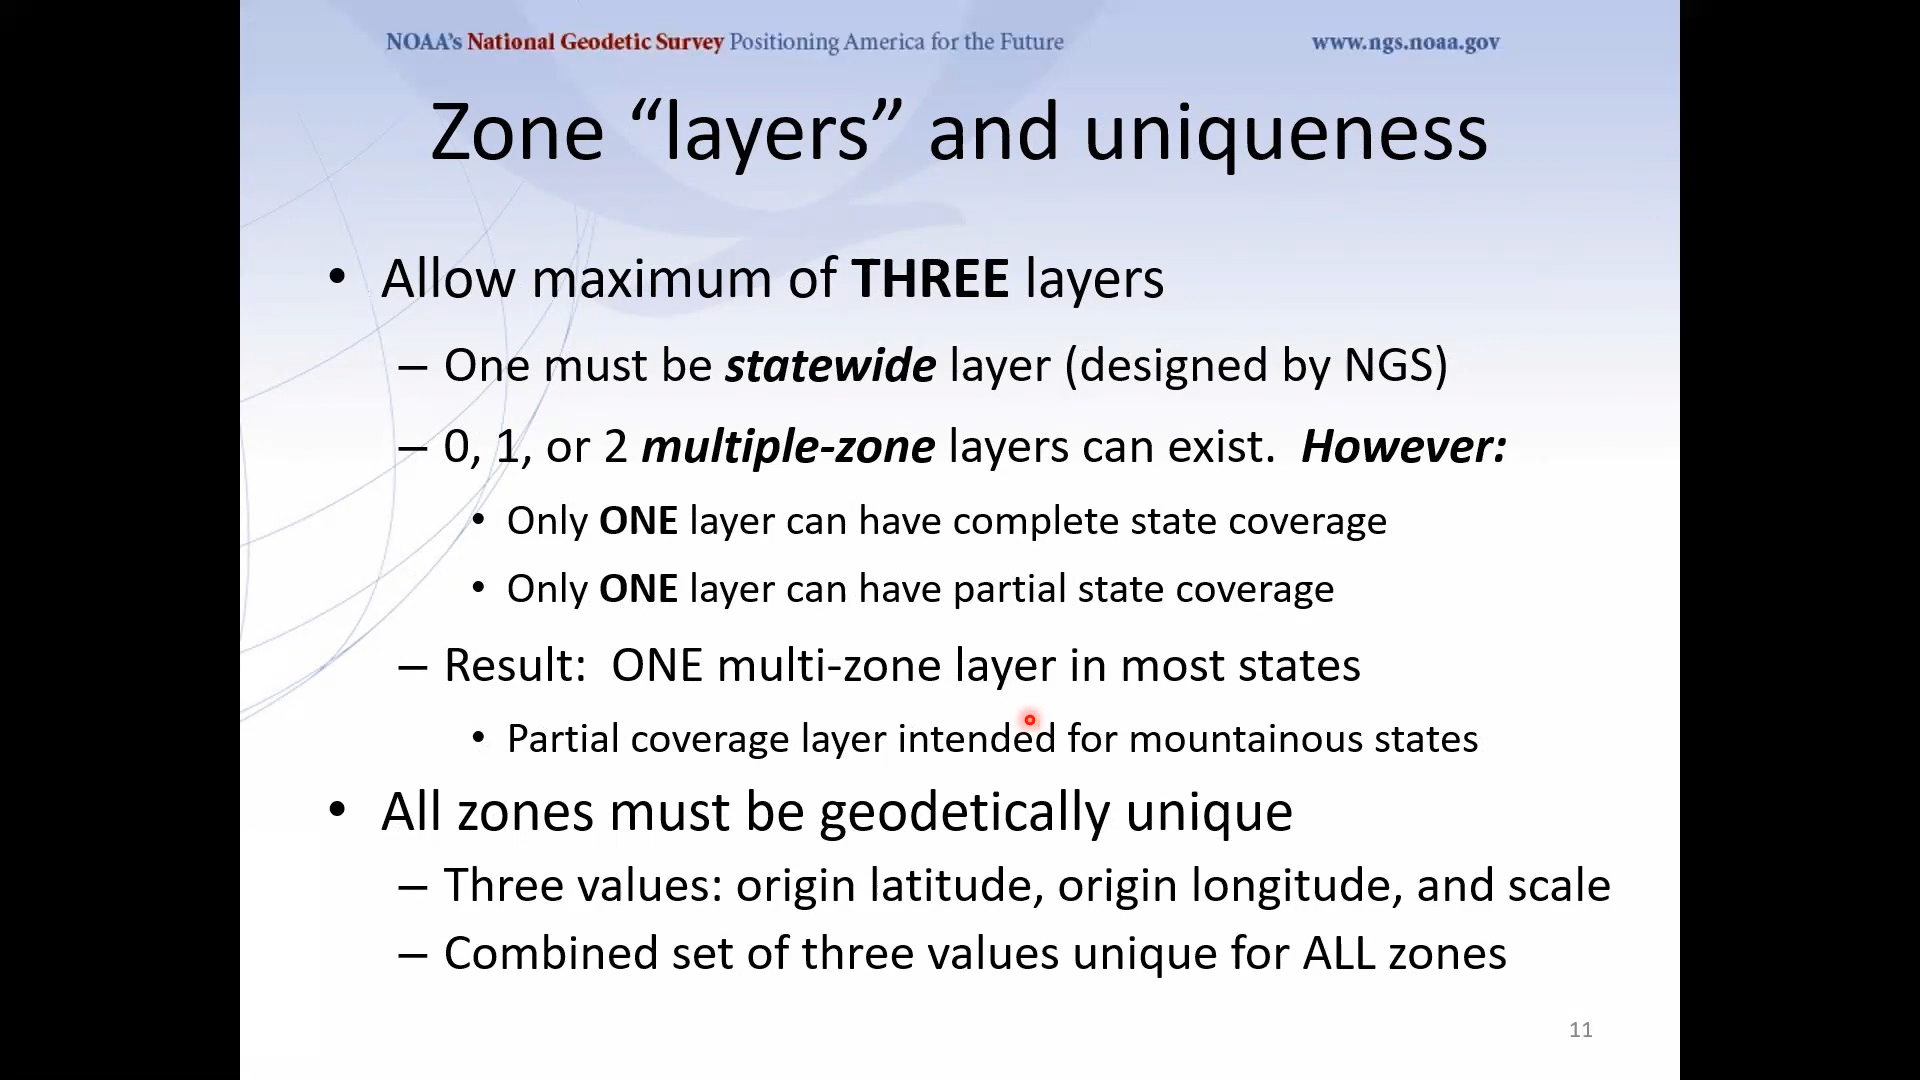 NOAA's National Geodetic Survey Positioning America for the Future www.ngs.noaa.gov
Zone “layers” and uniqueness
• Allow maximum of THREE layers
– One must be statewide layer (designed by NGS)
– 0, 1, or 2 multiple-zone layers can exist. However:
• Only ONE layer can have complete state coverage
• Only ONE layer can have partial state coverage
– Result: ONE multi-zone layer in most states
• Partial coverage layer intended for mountainous states
• All zones must be geodetically unique
– Three values: origin latitude, origin longitude, and scale
– Combined set of three values unique for ALL zones
11